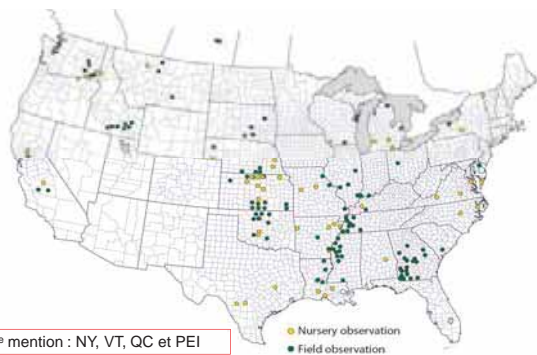 e mention : NY, VT, QC et PEI
Nursery observation
Field observation